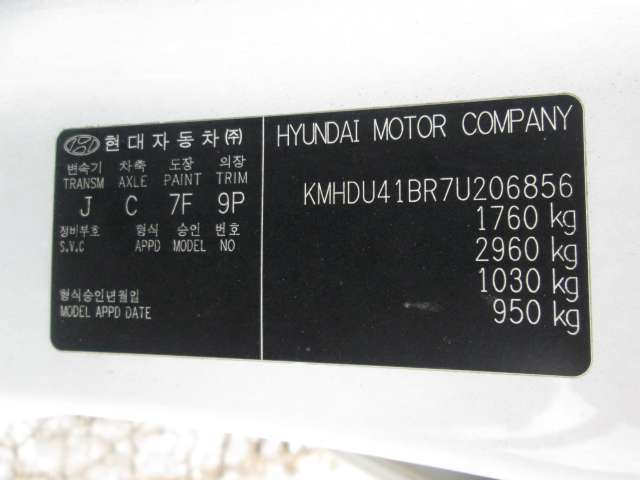 현대자동차㈜
변속기 차축 도장 의장
TRANSM AXLE PAINT TRIM
J C 7F 9P
정비부호 형식 승인 번호
S.V.C APPD MODEL NO
형식승인년월일
MODEL APPD DATE
HYUNDAI MOTOR COMPANY
KMHDU41BR7U206856
1760 kg
2960 kg
1030 kg
950 kg